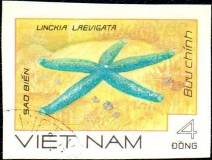 LINCKIA LAEVIGATA
SAO BIỂN
Bưu chính
VIỆT NAM
4
ĐỒNG